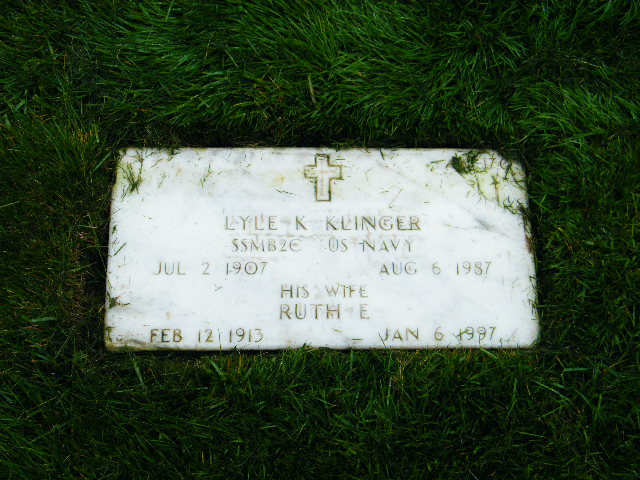 LYLE K KLINGER
SSMB2C US NAVY
JUL 2 1907 AUG 6 1987
HIS WIFE
RUTH E
FEB 12 1913 JAN 6 1997